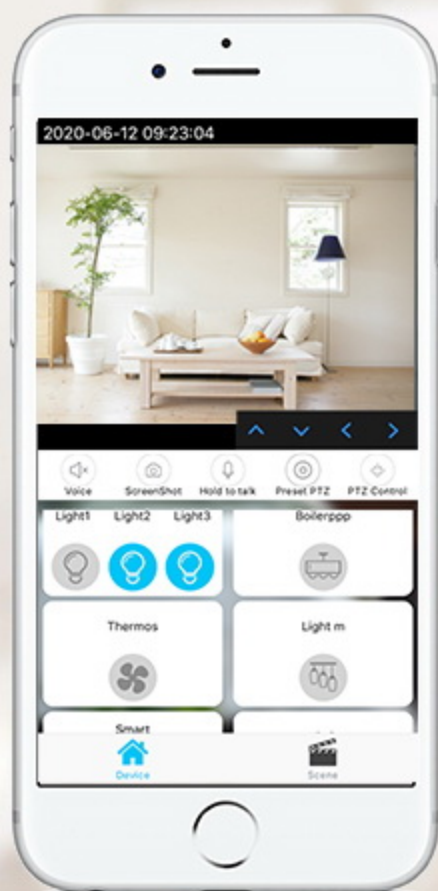 2020-06-12 09:23:04
Voice ScreenShot Hold to talk Preset PTZ PTZ Control
Light1 Light2 Light3 Boilerppp
Thermos Light m
Smart
Device Scene